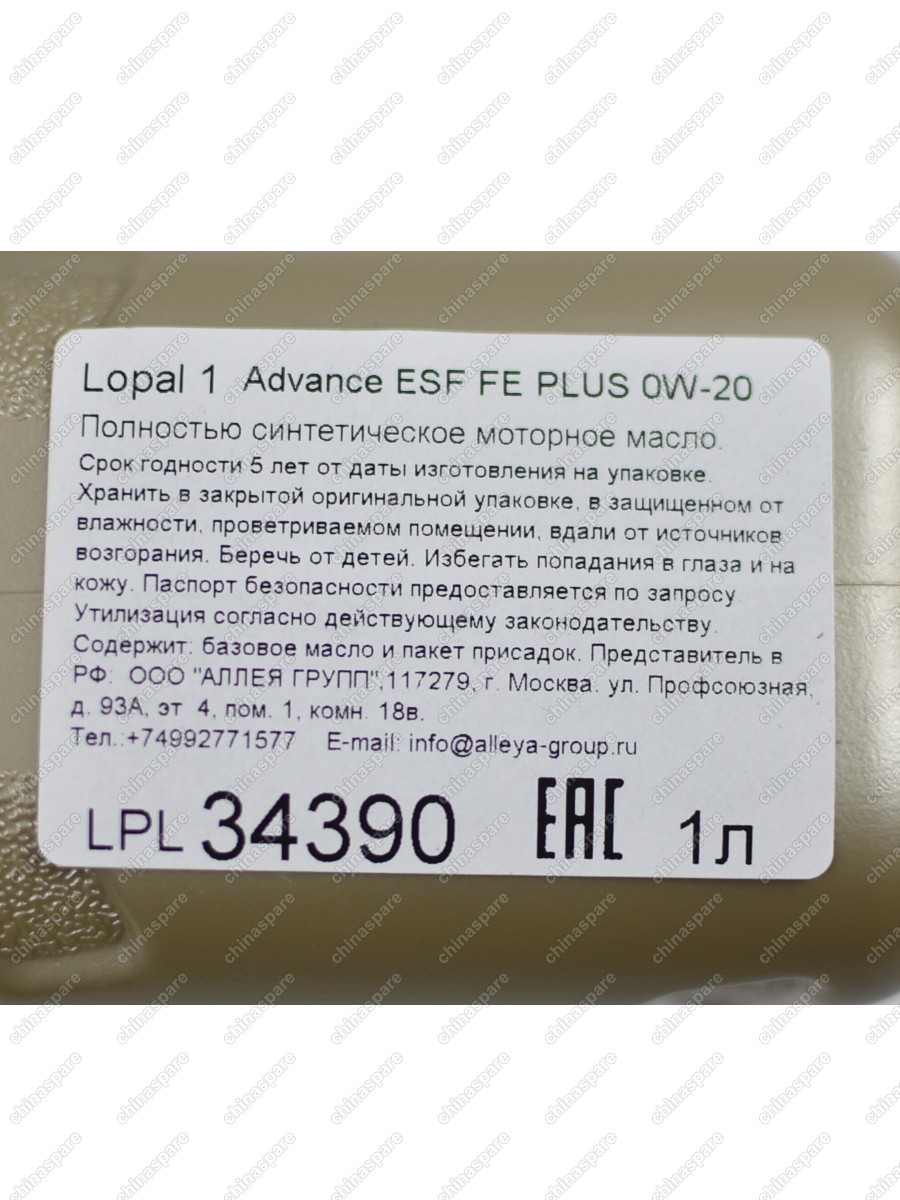 Lopal 1 Advance ESF FE PLUS 0W-20
Полностью синтетическое моторное масло.
Срок годности 5 лет от даты изготовления на упаковке.
Хранить в закрытой оригинальной упаковке, в защищенном от
влажности, проветриваемом помещении, вдали от источников
возгорания. Беречь от детей. Избегать попадания в глаза и на
кожу. Паспорт безопасности предоставляется по запросу
Утилизация согласно действующему законодательству.
Содержит: базовое масло и пакет присадок. Представитель в
РФ: ООО "АЛЛЕЯ ГРУПП",117279, г. Москва. ул. Профсоюзная,
д. 93А, эт 4, пом. 1, комн. 18в.
Тел.:+74992771577 E-mail: info@alleya-group.ru
LPL 34390 EAC 1л
chinaspare